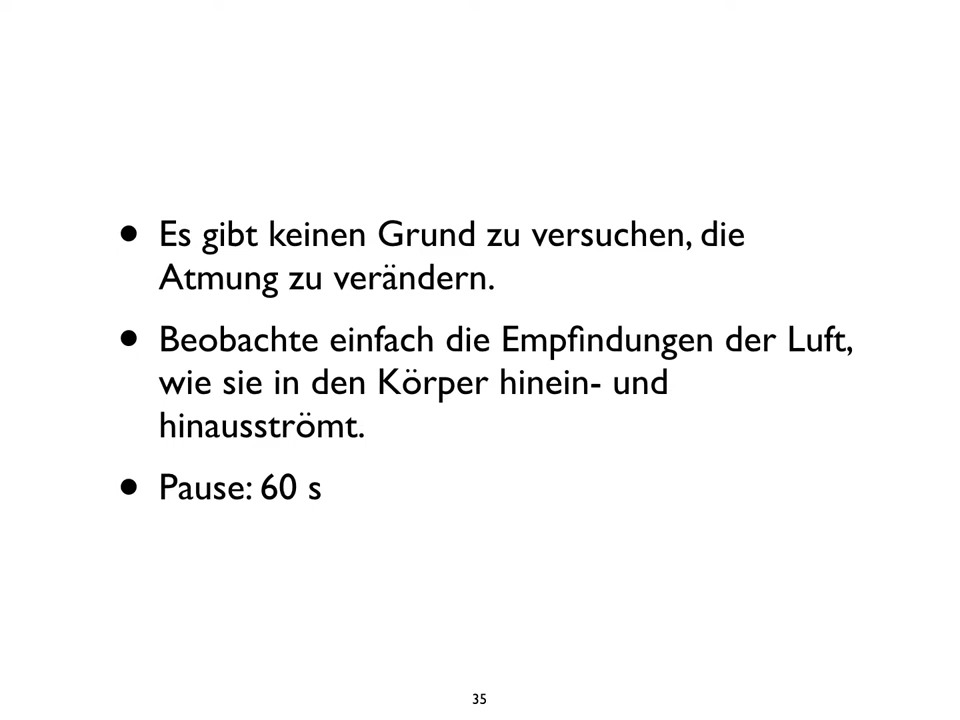 • Es gibt keinen Grund zu versuchen, die
Atmung zu verändern.
• Beobachte einfach die Empfindungen der Luft,
wie sie in den Körper hinein- und
hinausströmt.
• Pause: 60 s
35